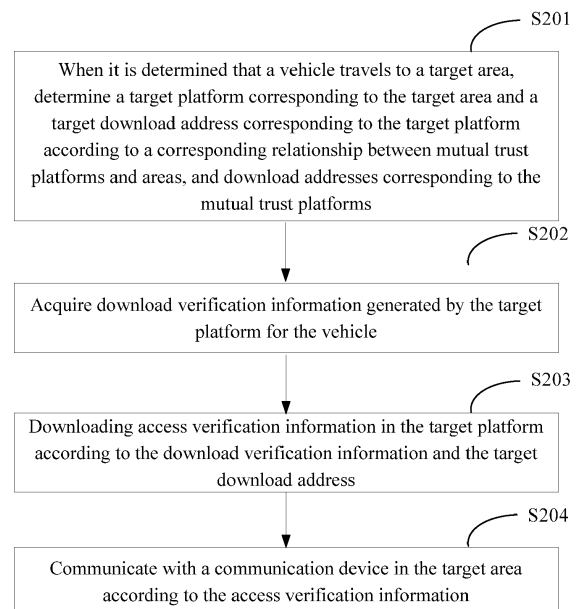 S201
When it is determined that a vehicle travels to a target area,
determine a target platform corresponding to the target area and a
target download address corresponding to the target platform
according to a corresponding relationship between mutual trust
platforms and areas, and download addresses corresponding to the
mutual trust platforms
S202
Acquire download verification information generated by the target
platform for the vehicle
S203
Downloading access verification information in the target platform
according to the download verification information and the target
download address
S204
Communicate with a communication device in the target area
according to the access verification information